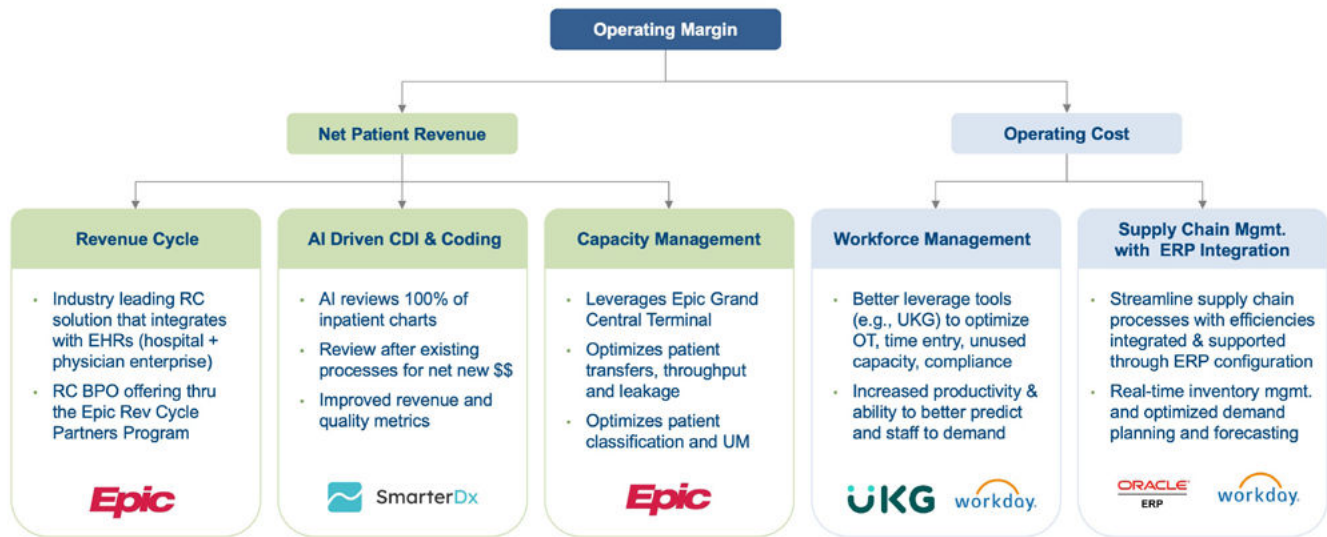 Operating Margin
Net Patient Revenue
Operating Cost
Revenue Cycle
• Industry leading RC
solution that integrates
with EHRs (hospital +
physician enterprise)
• RC BPO offering thru
the Epic Rev Cycle
Partners Program
Epic
AI Driven CDI & Coding
• AI reviews 100% of
inpatient charts
• Review after existing
processes for net new $$
• Improved revenue and
quality metrics
SmarterDx
Capacity Management
• Leverages Epic Grand
Central Terminal
• Optimizes patient
transfers, throughput
and leakage
• Optimizes patient
classification and UM
Epic
Workforce Management
• Better leverage tools
(e.g., UKG) to optimize
OT, time entry, unused
capacity, compliance
• Increased productivity &
ability to better predict
and staff to demand
UKG
workday.
Supply Chain Mgmt.
with ERP Integration
• Streamline supply chain
processes with efficiencies
integrated & supported
through ERP configuration
• Real-time inventory mgmt.
and optimized demand
planning and forecasting
ORACLE
ERP
workday.